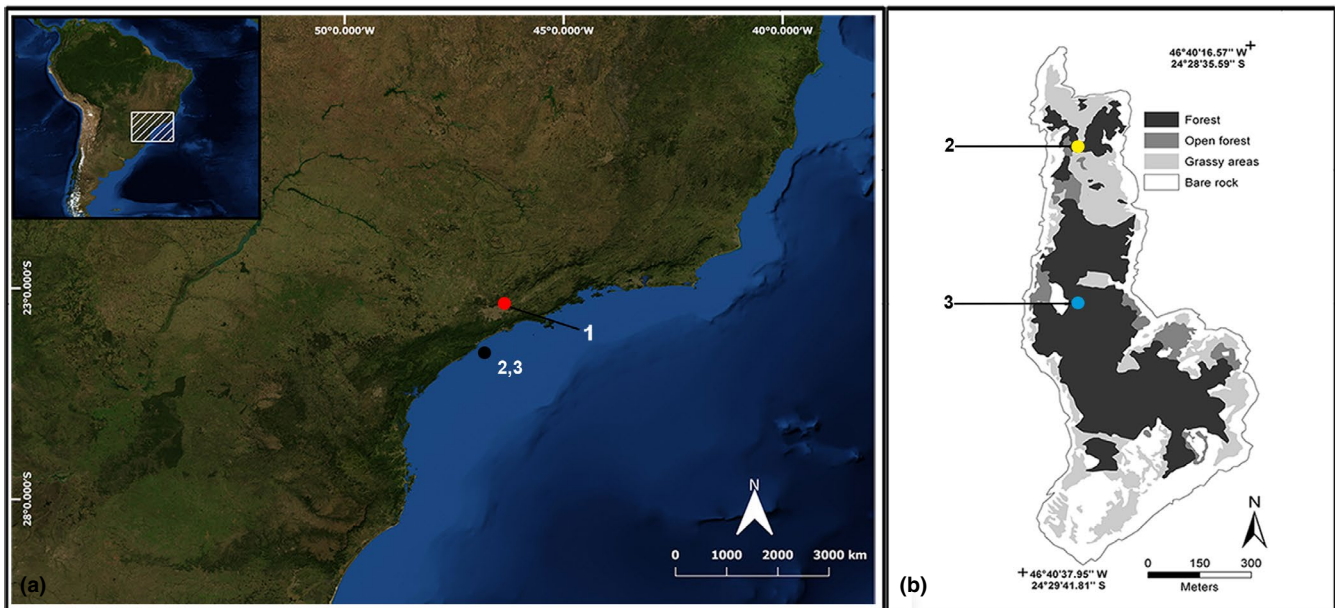 50°0.000'W 45°0.000'W 40°0.000'W
23°0.000'S
28°0.000'S
1
2,3
N
0 1000 2000 3000 km
(a)
46°40'16.57'' W
24°28'35.59'' S
Forest
Open forest
Grassy areas
Bare rock
2
3
N
0 150 300
Meters
46°40'37.95'' W
24°29'41.81'' S
(b)